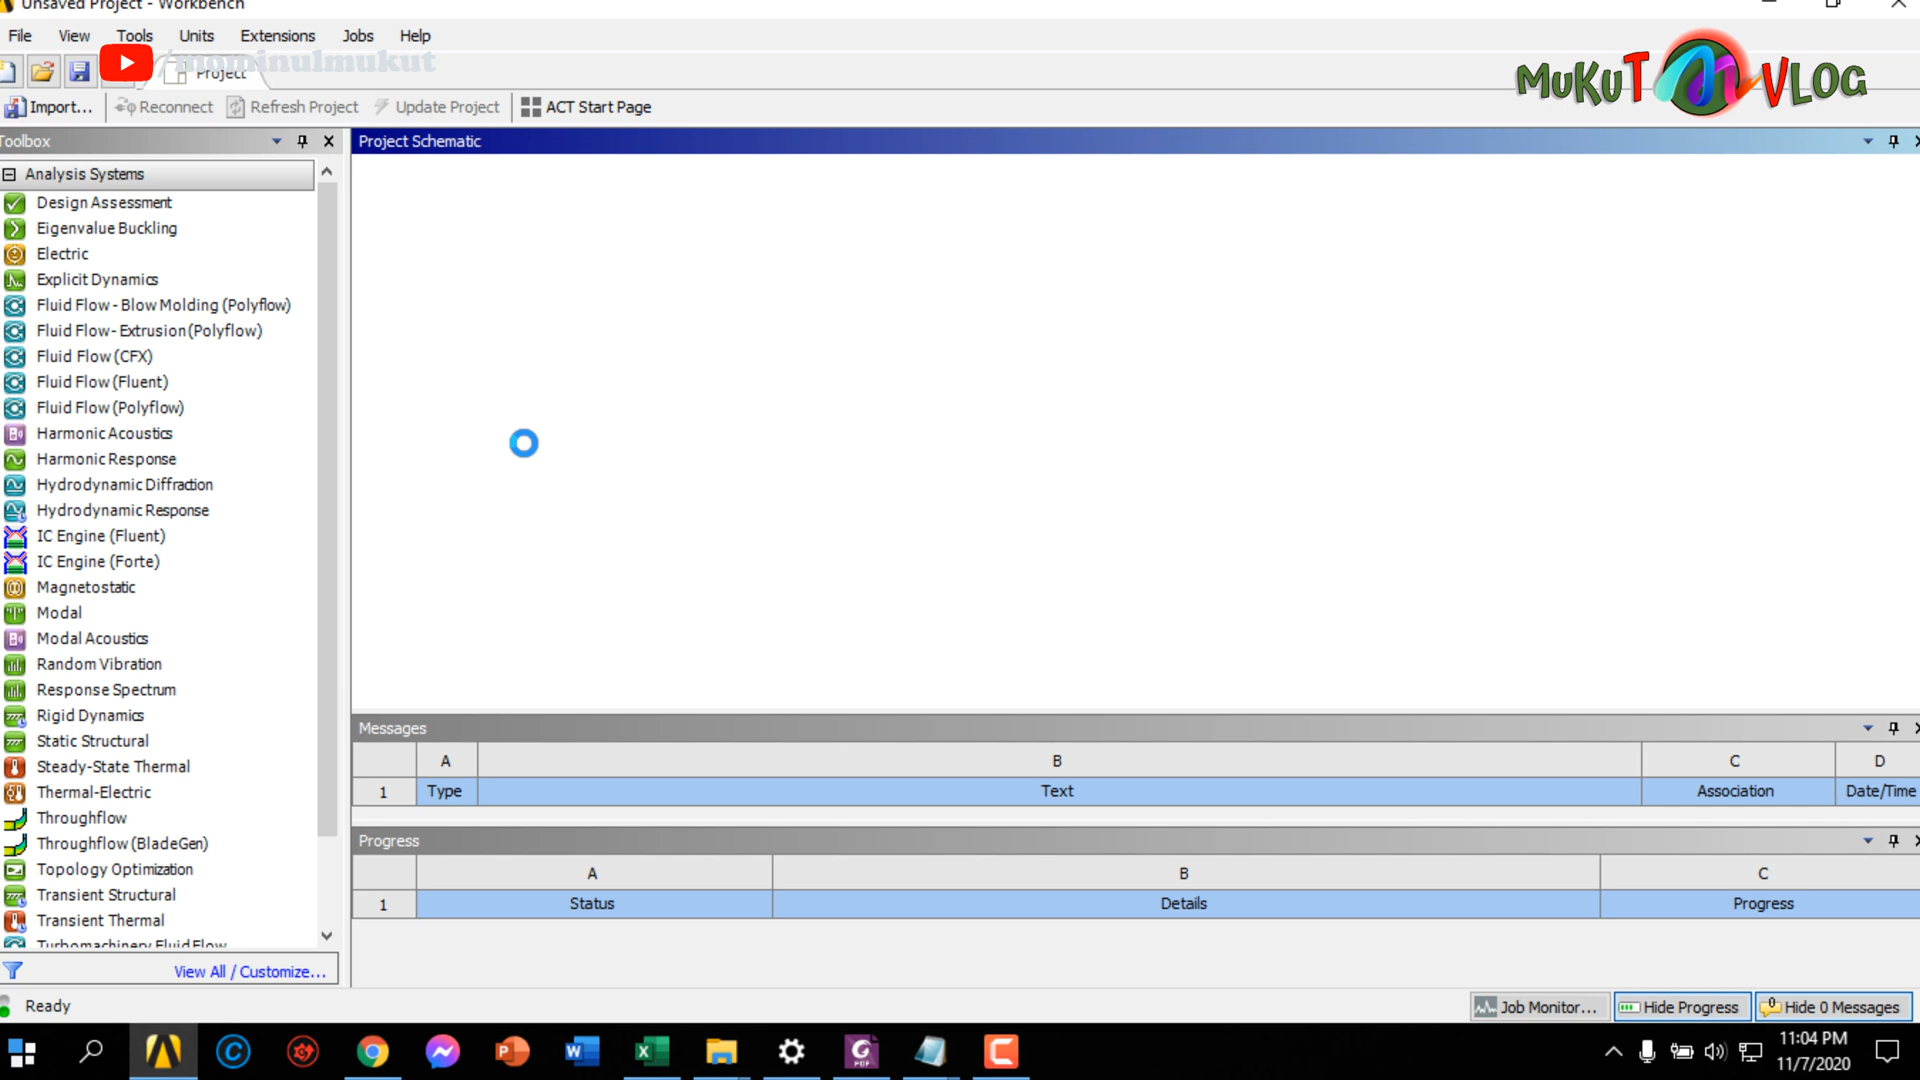 Unsaved Project - Workbench
File View Tools Units Extensions Jobs Help
/mominulmukut
Project
MUKUT VLOG
Import... Reconnect Refresh Project Update Project ACT Start Page
Toolbox
Project Schematic
Analysis Systems
Design Assessment
Eigenvalue Buckling
Electric
Explicit Dynamics
Fluid Flow - Blow Molding (Polyflow)
Fluid Flow- Extrusion (Polyflow)
Fluid Flow (CFX)
Fluid Flow (Fluent)
Fluid Flow (Polyflow)
Harmonic Acoustics
Harmonic Response
Hydrodynamic Diffraction
Hydrodynamic Response
IC Engine (Fluent)
IC Engine (Forte)
Magnetostatic
Modal
Modal Acoustics
Random Vibration
Response Spectrum
Rigid Dynamics
Static Structural
Steady-State Thermal
Thermal-Electric
Throughflow
Throughflow (BladeGen)
Topology Optimization
Transient Structural
Transient Thermal
Turbomachinery Fluid Flow
View All / Customize...
Messages
A B C D
1 Type Text Association Date/Time
Progress
A B C
1 Status Details Progress
Ready
Job Monitor... Hide Progress Hide 0 Messages
11:04 PM
11/7/2020